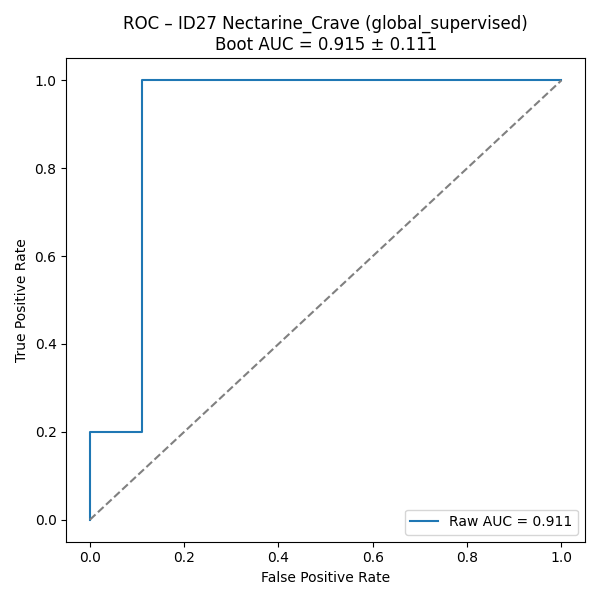 ROC – ID27 Nectarine_Crave (global_supervised)
Boot AUC = 0.915 ± 0.111
True Positive Rate
1.0
0.8
0.6
0.4
0.2
0.0
0.0 0.2 0.4 0.6 0.8 1.0
False Positive Rate
Raw AUC = 0.911